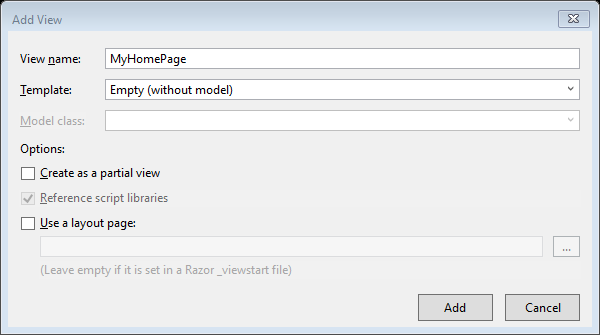 Add View
View name: MyHomePage
Template: Empty (without model)
Model class:
Options:
Create as a partial view
Reference script libraries
Use a layout page:
...
(Leave empty if it is set in a Razor _viewstart file)
Add Cancel